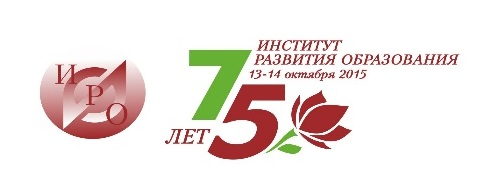 ИРО
ИНСТИТУТ
РАЗВИТИЯ ОБРАЗОВАНИЯ
13-14 октября 2015
75
ЛЕТ